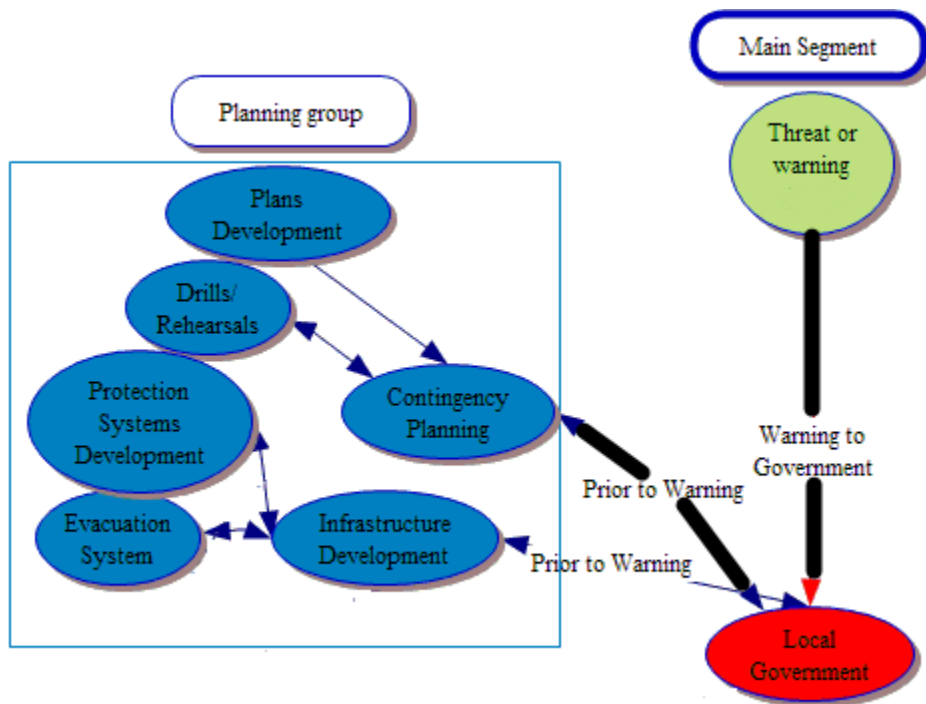 Main Segment
Planning group
Threat or
warning
Plans
Development
Drills/
Rehearsals
Protection
Systems
Development
Contingency
Planning
Warning to
Government
Prior to Warning
Evacuation
System
Infrastructure
Development
Prior to Warning
Local
Government